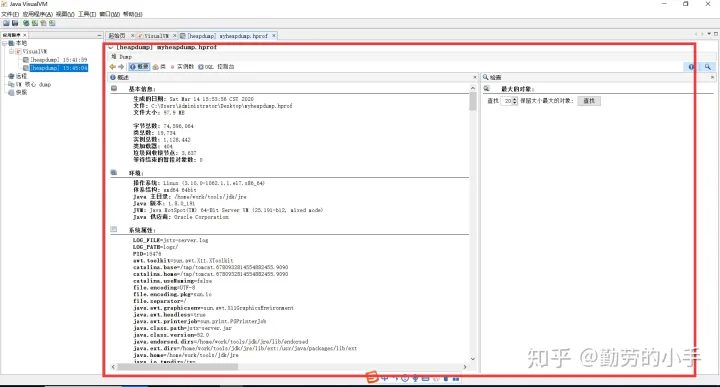 Java VisualVM
文件(F) 应用程序(A) 视图(V) 工具(T) 窗口(W) 帮助(H)
应用程序
起始页
VisualVM
[heapdump] myheapdump.hprof
本地
VisualVM
[heapdump] 15:41:59
[heapdump] 15:45:04
远程
VM 核心 dump
快照
[heapdump] myheapdump.hprof
堆 Dump
概要 类 实例数 OQL 控制台
概述
检查
基本信息:
生成的日期: Sat Mar 14 15:53:56 CST 2020
文件: C:\Users\Administrator\Desktop\myheapdump.hprof
文件大小: 97.9 MB
字节总数: 74,596,064
类总数: 19,734
实例总数: 1,128,442
类加载器: 404
垃圾回收根节点: 3,637
等待结束的暂挂对象数: 0
环境:
操作系统: Linux (3.10.0-1062.1.1.el7.x86_64)
体系结构: amd64 64bit
Java 主目录: /home/work/tools/jdk/jre
Java 版本: 1.8.0_191
JVM: Java HotSpot(TM) 64-Bit Server VM (25.191-b12, mixed mode)
Java 供应商: Oracle Corporation
系统属性:
LOG_FILE=jstx-server.log
LOG_PATH=logs/
PID=15476
awt.toolkit=sun.awt.X11.XToolkit
catalina.base=/tmp/tomcat.6780932814554882455.9090
catalina.home=/tmp/tomcat.6780932814554882455.9090
catalina.useNaming=false
file.encoding=UTF-8
file.encoding.pkg=sun.io
file.separator=/
java.awt.graphicsenv=sun.awt.X11GraphicsEnvironment
java.awt.headless=true
java.awt.printerjob=sun.print.PSPrinterJob
java.class.path=jstx-server.jar
java.class.version=52.0
java.endorsed.dirs=/home/work/tools/jdk/jre/lib/endorsed
java.ext.dirs=/home/work/tools/jdk/jre/lib/ext:/usr/java/packages/lib/ext
java.home=/home/work/tools/jdk/jre
java.io.tmpdir=/tmp
最大的对象:
查找 20 保留大小最大的对象: 查找
知乎 @勤劳的小手